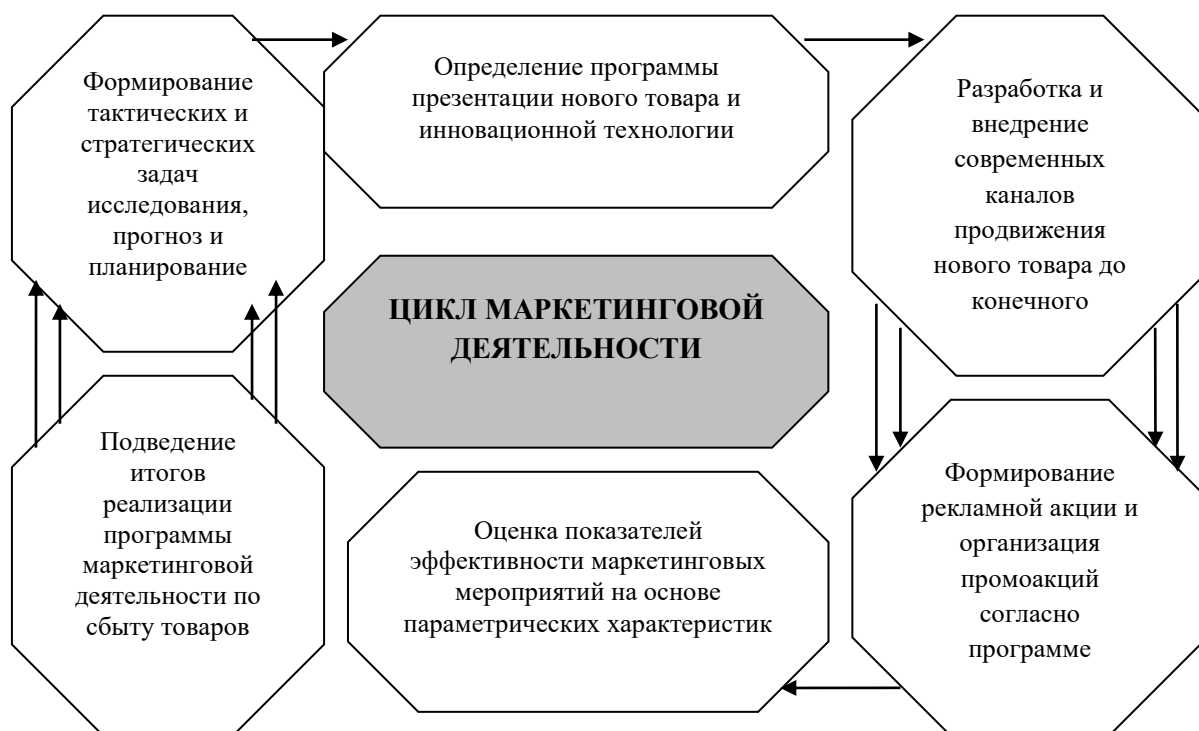 Формирование
тактических и
стратегических
задач
исследования,
прогноз и
планирование
Определение программы
презентации нового товара и
инновационной технологии
Разработка и
внедрение
современных
каналов
продвижения
нового товара до
конечного
ЦИКЛ МАРКЕТИНГОВОЙ
ДЕЯТЕЛЬНОСТИ
Подведение
итогов
реализации
программы
маркетинговой
деятельности по
сбыту товаров
Оценка показателей
эффективности маркетинговых
мероприятий на основе
параметрических характеристик
Формирование
рекламной акции и
организация
промоакций
согласно
программе